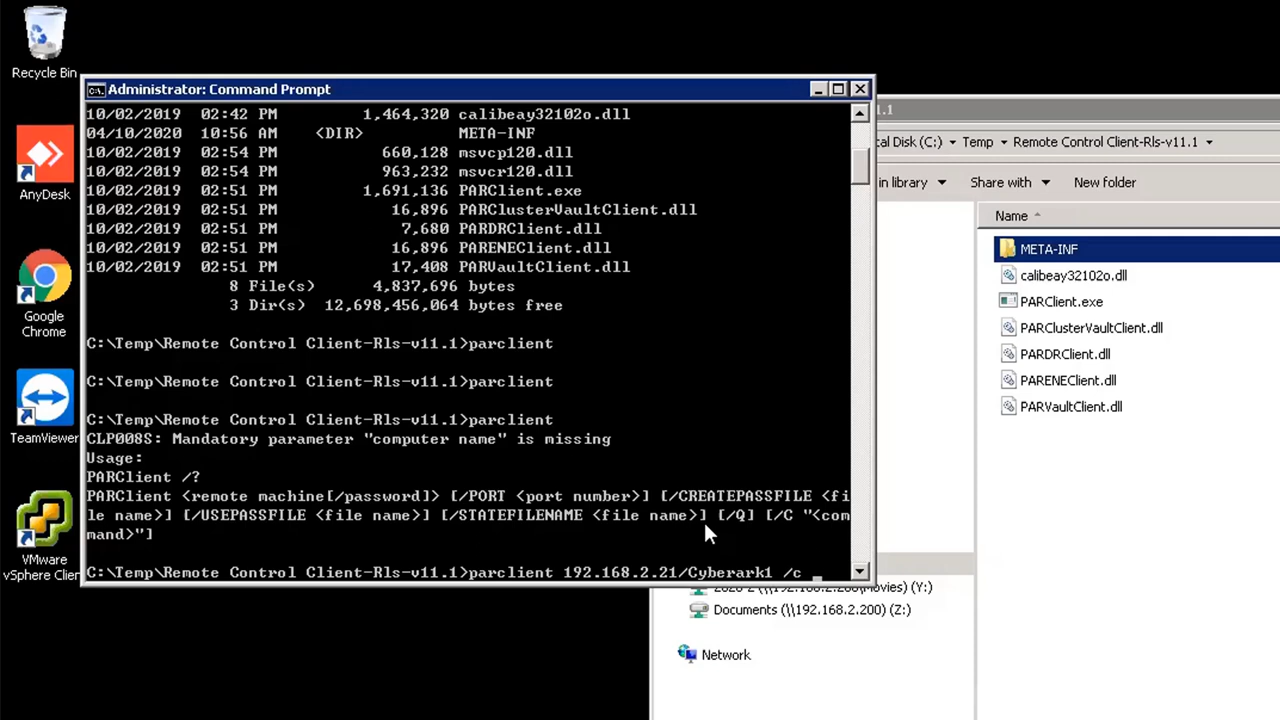 Recycle Bin
AnyDesk
Google
Chrome
TeamViewer
VMware
vSphere Clien
Administrator: Command Prompt
10/02/2019 02:42 PM 1,464,320 calibeay32102o.dll
04/10/2020 10:56 AM <DIR> META-INF
10/02/2019 02:54 PM 660,128 msvcp120.dll
10/02/2019 02:54 PM 963,232 msvcr120.dll
10/02/2019 02:51 PM 1,691,136 PARClient.exe
10/02/2019 02:51 PM 16,896 PARClusterVaultClient.dll
10/02/2019 02:51 PM 7,680 PARDRClient.dll
10/02/2019 02:51 PM 16,896 PARENEClient.dll
10/02/2019 02:51 PM 17,408 PARVaultClient.dll
8 File(s) 4,837,696 bytes
3 Dir(s) 12,698,456,064 bytes free
C:\Temp\Remote Control Client-Rls-v11.1>parclient
C:\Temp\Remote Control Client-Rls-v11.1>parclient
C:\Temp\Remote Control Client-Rls-v11.1>parclient
CLP008S: Mandatory parameter "computer name" is missing
Usage:
PARClient /?
PARClient <remote machine[/password]> [/PORT <port number>] [/CREATEPASSFILE <fi
le name>] [/USEPASSFILE <file name>] [/STATEFILENAME <file name>] [/Q] [/C "<com
mand>"]
C:\Temp\Remote Control Client-Rls-v11.1>parclient 192.168.2.21/Cyberark1 /c _
1.1
cal Disk (C:) Temp Remote Control Client-Rls-v11.1
in library Share with New folder
Name
META-INF
calibeay32102o.dll
PARClient.exe
PARClusterVaultClient.dll
PARDRClient.dll
PARENEClient.dll
PARVaultClient.dll
(Y:)
Documents (\\192.168.2.200) (Z:)
Network